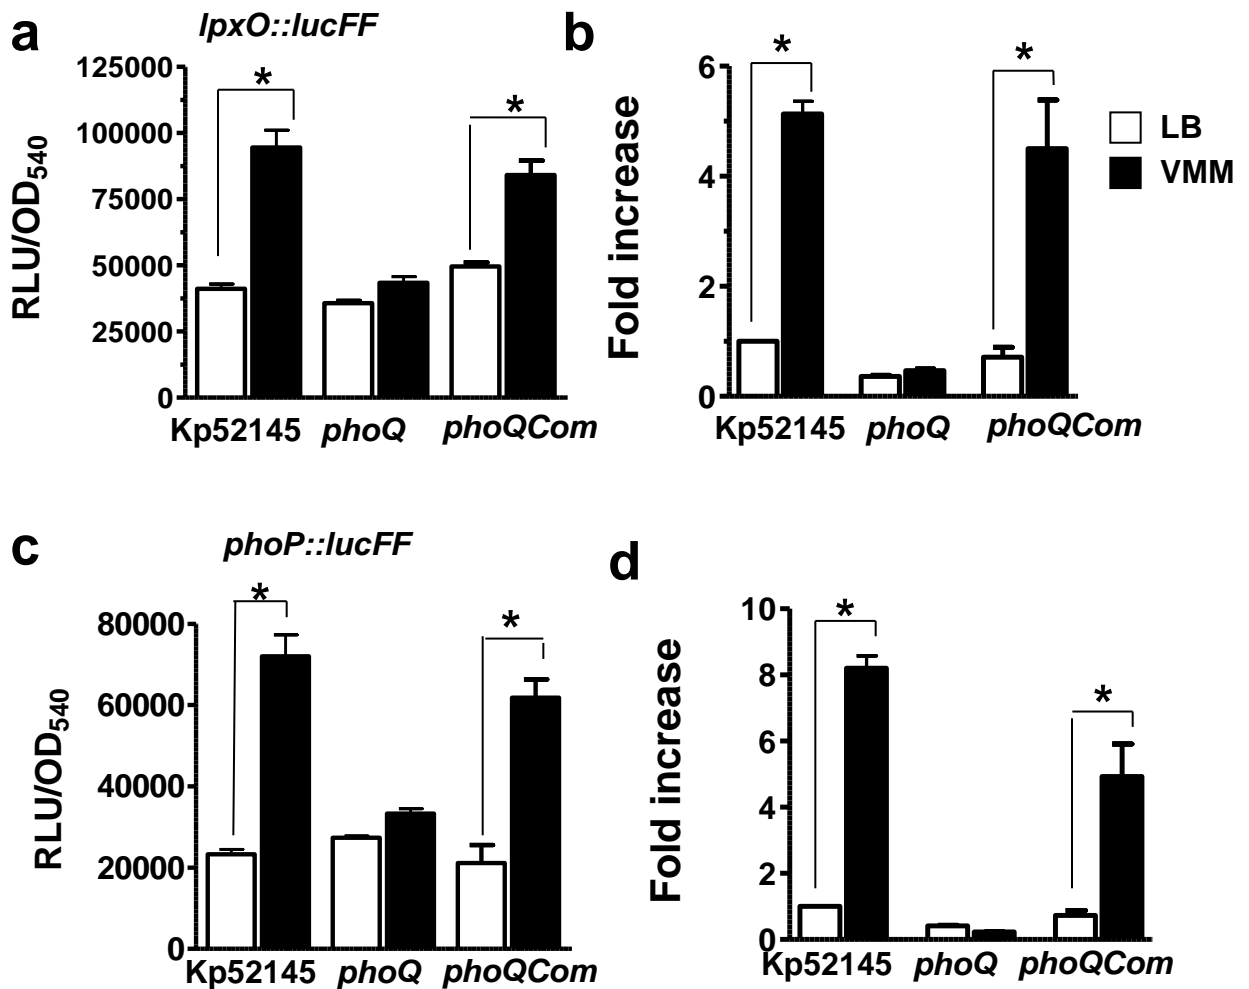 a
lpxO::lucFF
RLU/OD540
125000
100000
75000
50000
25000
0
*
*
Kp52145 phoQ phoQCom
b
Fold increase
6
4
2
0
*
*
LB
VMM
Kp52145 phoQ phoQCom
c
phoP::lucFF
RLU/OD540
80000
60000
40000
20000
0
*
*
Kp52145 phoQ phoQCom
d
Fold increase
10
8
6
4
2
0
*
*
Kp52145 phoQ phoQCom